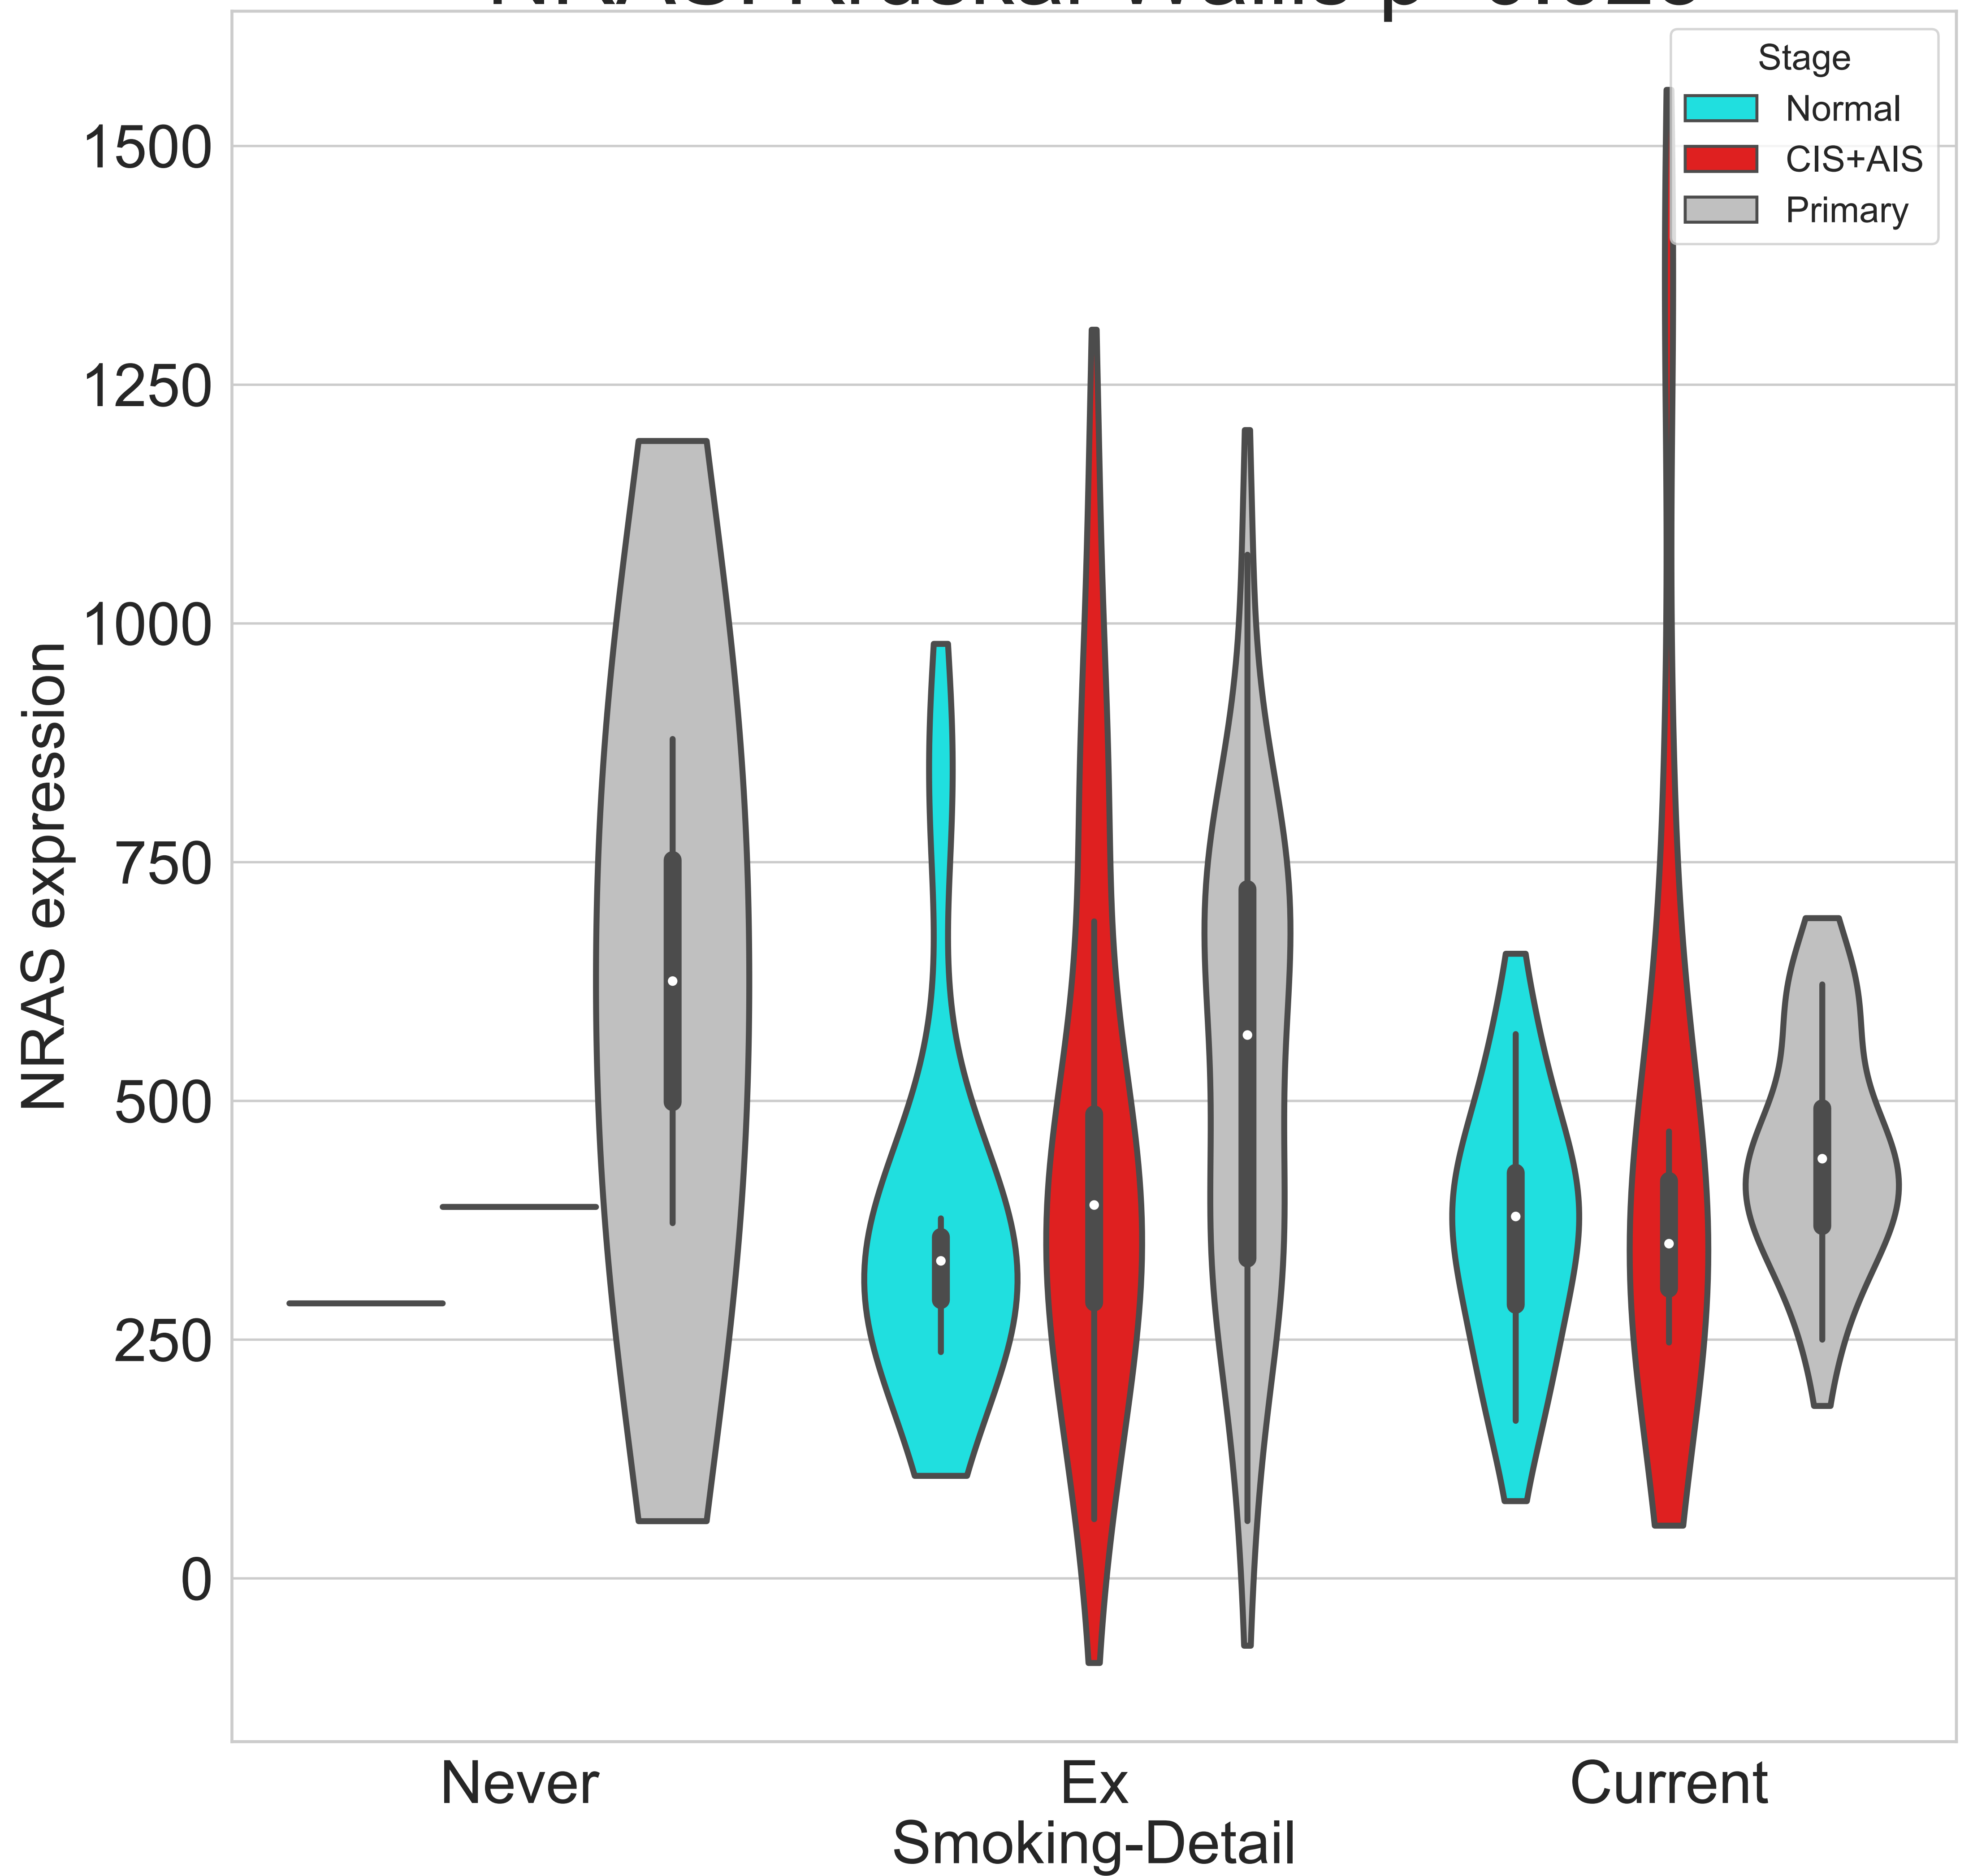 Stage
Normal
CIS+AIS
Primary
1500
1250
1000
750
500
250
0
NRAS expression
Never
Ex
Current
Smoking-Detail